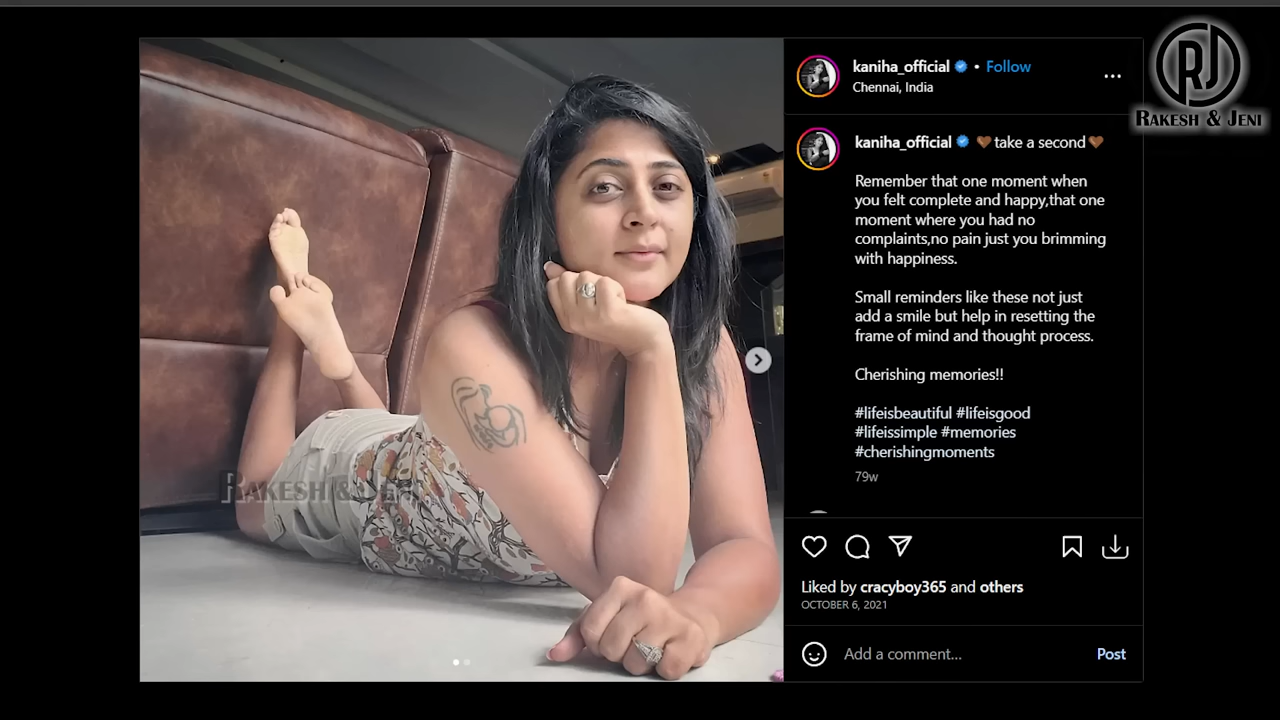 kaniha_official • Follow
Chennai, India
RJ
RAKESH & JENI
kaniha_official 🤎take a second🤎
Remember that one moment when
you felt complete and happy,that one
moment where you had no
complaints,no pain just you brimming
with happiness.
Small reminders like these not just
add a smile but help in resetting the
frame of mind and thought process.
Cherishing memories!!
#lifeisbeautiful #lifeisgood
#lifeissimple #memories
#cherishingmoments
79w
RAKESH & JENI
Liked by cracyboy365 and others
OCTOBER 6, 2021
Add a comment...
Post